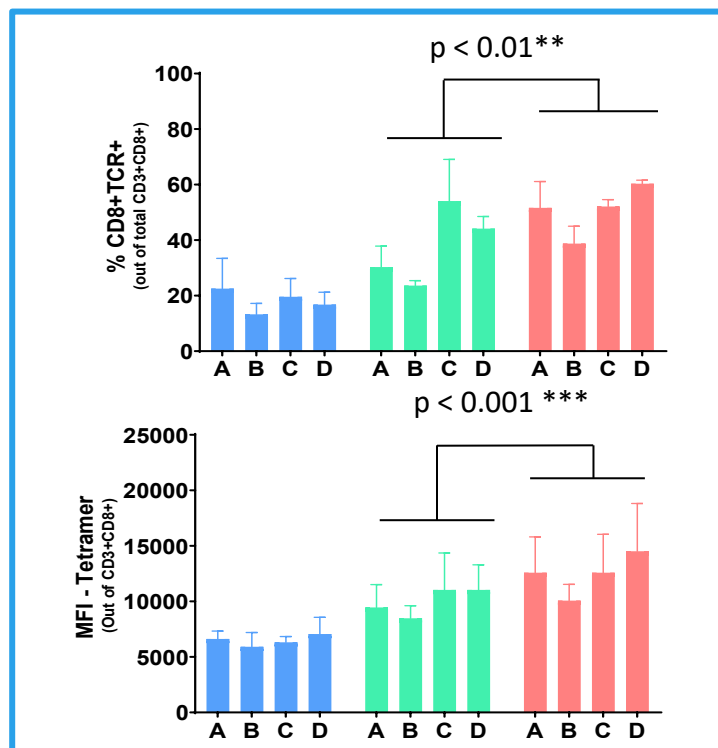 p < 0.01**
% CD8+TCR+
(out of total CD3+CD8+)
100
80
60
40
20
0
A B C D A B C D A B C D
p < 0.001 ***
MFI - Tetramer
(Out of CD3+CD8+)
25000
20000
15000
10000
5000
0
A B C D A B C D A B C D